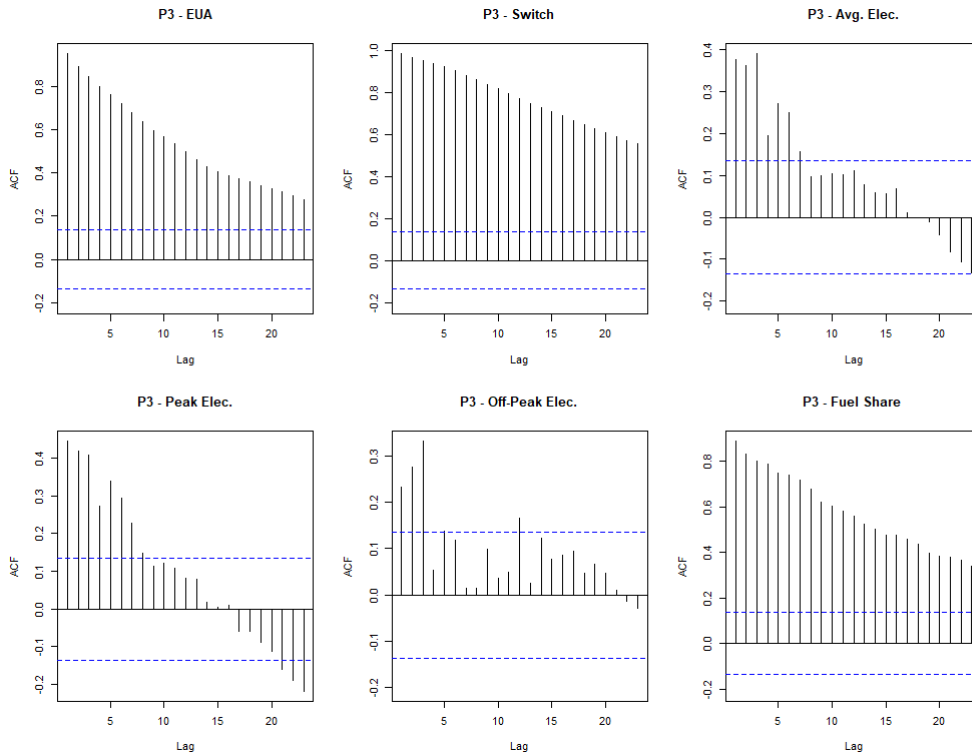 P3 - EUA
ACF
-0.2 0.0 0.2 0.4 0.6 0.8
5 10 15 20
Lag
P3 - Switch
ACF
-0.2 0.0 0.2 0.4 0.6 0.8 1.0
5 10 15 20
Lag
P3 - Avg. Elec.
ACF
-0.2 -0.1 0.0 0.1 0.2 0.3 0.4
5 10 15 20
Lag
P3 - Peak Elec.
ACF
-0.2 -0.1 0.0 0.1 0.2 0.3 0.4
5 10 15 20
Lag
P3 - Off-Peak Elec.
ACF
-0.2 -0.1 0.0 0.1 0.2 0.3
5 10 15 20
Lag
P3 - Fuel Share
ACF
-0.2 0.0 0.2 0.4 0.6 0.8
5 10 15 20
Lag